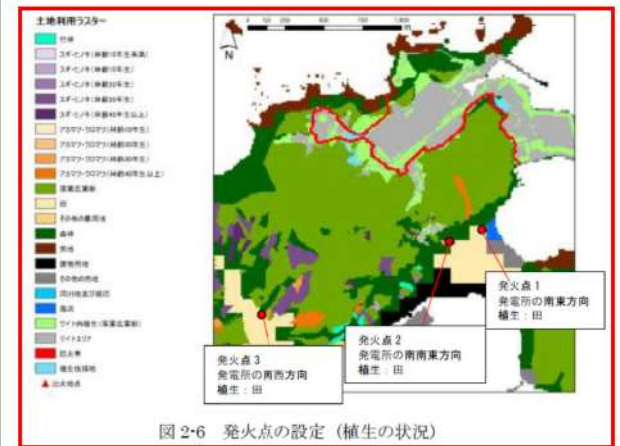 土地利用ラスター
竹林
スギ・ヒノキ(林齢10年生未満)
スギ・ヒノキ(林齢10年生)
スギ・ヒノキ(林齢20年生)
スギ・ヒノキ(林齢30年生)
スギ・ヒノキ(林齢40年生以上)
アカマツ・クロマツ(林齢10年生)
アカマツ・クロマツ(林齢20年生)
アカマツ・クロマツ(林齢30年生)
アカマツ・クロマツ(林齢40年生以上)
落葉広葉樹
田
その他の農用地
森林
荒地
建物用地
その他の用地
河川地及び湖沼
海浜
サイト内植生(落葉広葉樹)
サイトエリア
防火帯
N
発火点 1
発電所の南東方向
植生:田
発火点 2
発電所の南南東方向
植生:田
発火点 3
発電所の南西方向
植生:田
図 2-6 発火点の設定(植生の状況)